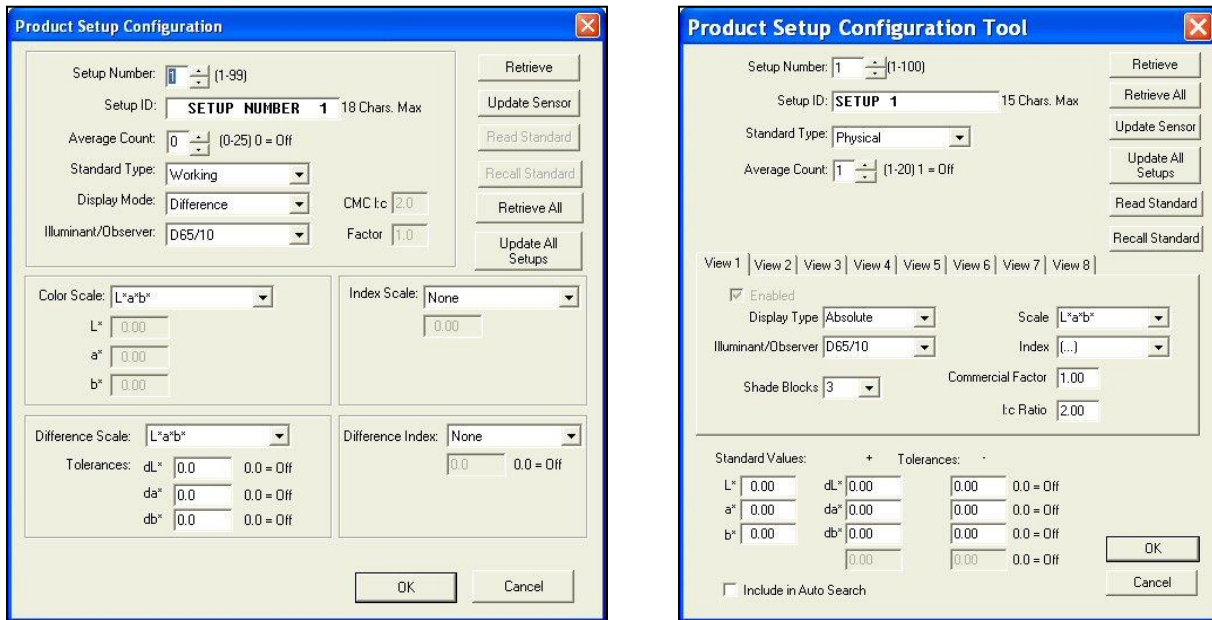 Product Setup Configuration
Setup Number: 1 (1-99)
Retrieve
Setup ID: SETUP NUMBER 1 18 Chars. Max
Update Sensor
Average Count: 0 (0-25) 0 = Off
Read Standard
Standard Type: Working
Recall Standard
Display Mode: Difference CMC l:c 2.0
Retrieve All
Illuminant/Observer: D65/10 Factor 1.0
Update All
Setups
Color Scale: L*a*b*
L* 0.00
a* 0.00
b* 0.00
Index Scale: None
0.00
Difference Scale: L*a*b*
Tolerances: dL* 0.0 0.0 = Off
da* 0.0 0.0 = Off
db* 0.0 0.0 = Off
Difference Index: None
0.0 0.0 = Off
OK Cancel
Product Setup Configuration Tool
Setup Number: 1 (1-100)
Retrieve
Setup ID: SETUP 1 15 Chars. Max
Retrieve All
Standard Type: Physical
Update Sensor
Average Count: 1 (1-20) 1 = Off
Update All
Setups
Read Standard
Recall Standard
View 1 View 2 View 3 View 4 View 5 View 6 View 7 View 8
Enabled
Display Type Absolute Scale L*a*b*
Illuminant/Observer D65/10 Index (...)
Shade Blocks 3 Commercial Factor 1.00
l:c Ratio 2.00
Standard Values: + Tolerances: -
L* 0.00 dL* 0.00 0.00 0.0 = Off
a* 0.00 da* 0.00 0.00 0.0 = Off
b* 0.00 db* 0.00 0.00 0.0 = Off
0.00 0.00 0.0 = Off
OK
Include in Auto Search
Cancel